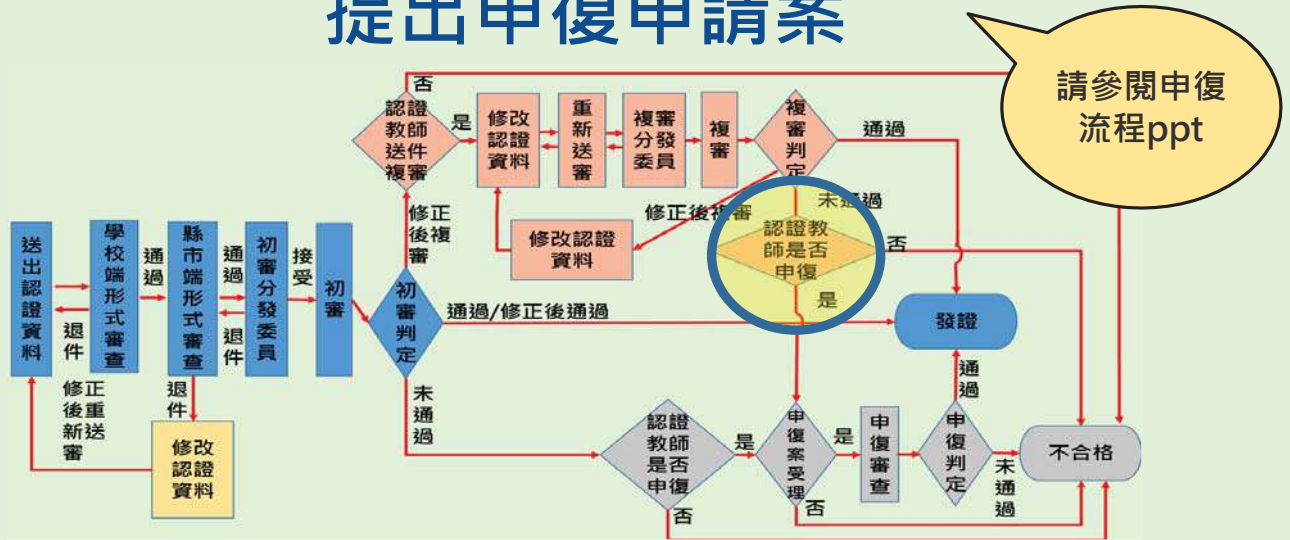 提出申復申請案
請參閱申復
流程ppt
否
認證
教師
送件
複審
是
修改
認證
資料
重新送審
複審
分發
委員
複審
複審判定
通過
未通過
修正後複審
修改認證
資料
修正
後複
審
認證教
師是否
申復
否
是
送出認證資料
退件
學校端形式審查
通過
縣市端形式審查
通過
退件
初審分發委員
接受
初審
初審判定
通過/修正後通過
發證
修正
後重
新送
審
退件
修改
認證
資料
未通過
認證
教師
是否
申復
是
否
申復案受理
是
否
申復審查
申復判定
通過
未通過
不合格